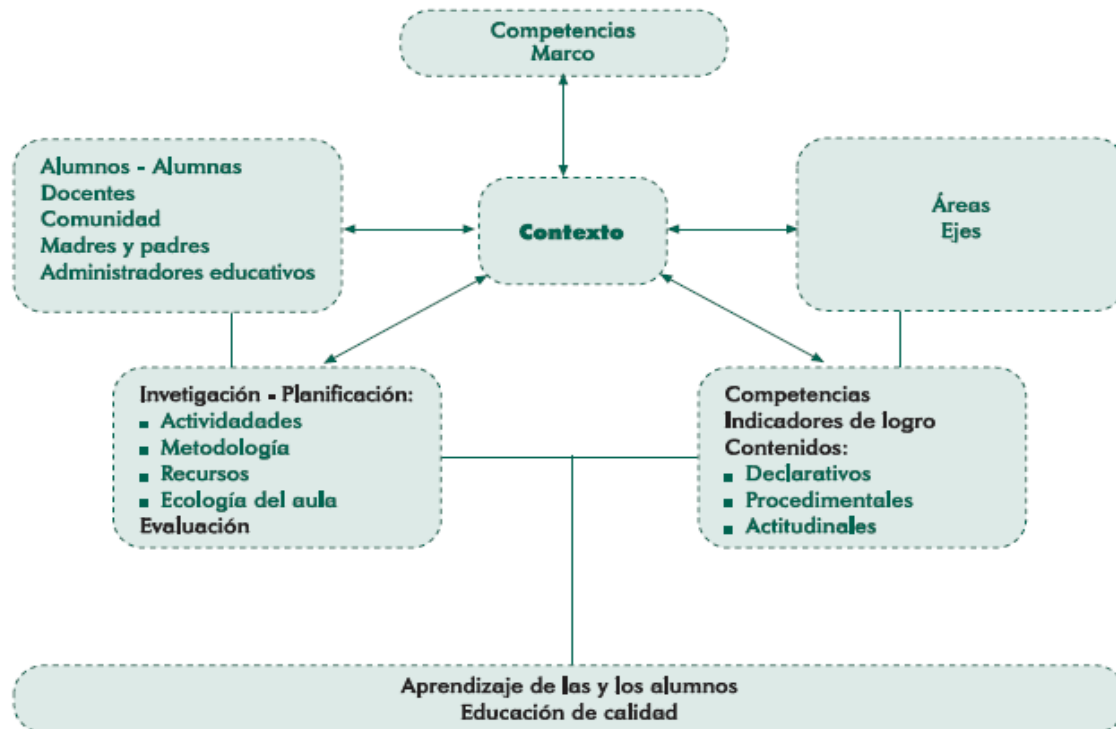 Competencias
Marco
Alumnos - Alumnas
Docentes
Comunidad
Madres y padres
Administradores educativos
Contexto
Áreas
Ejes
Invetigación - Planificación:
▪ Actividadades
▪ Metodología
▪ Recursos
▪ Ecología del aula
Evaluación
Competencias
Indicadores de logro
Contenidos:
▪ Declarativos
▪ Procedimentales
▪ Actitudinales
Aprendizaje de las y los alumnos
Educación de calidad